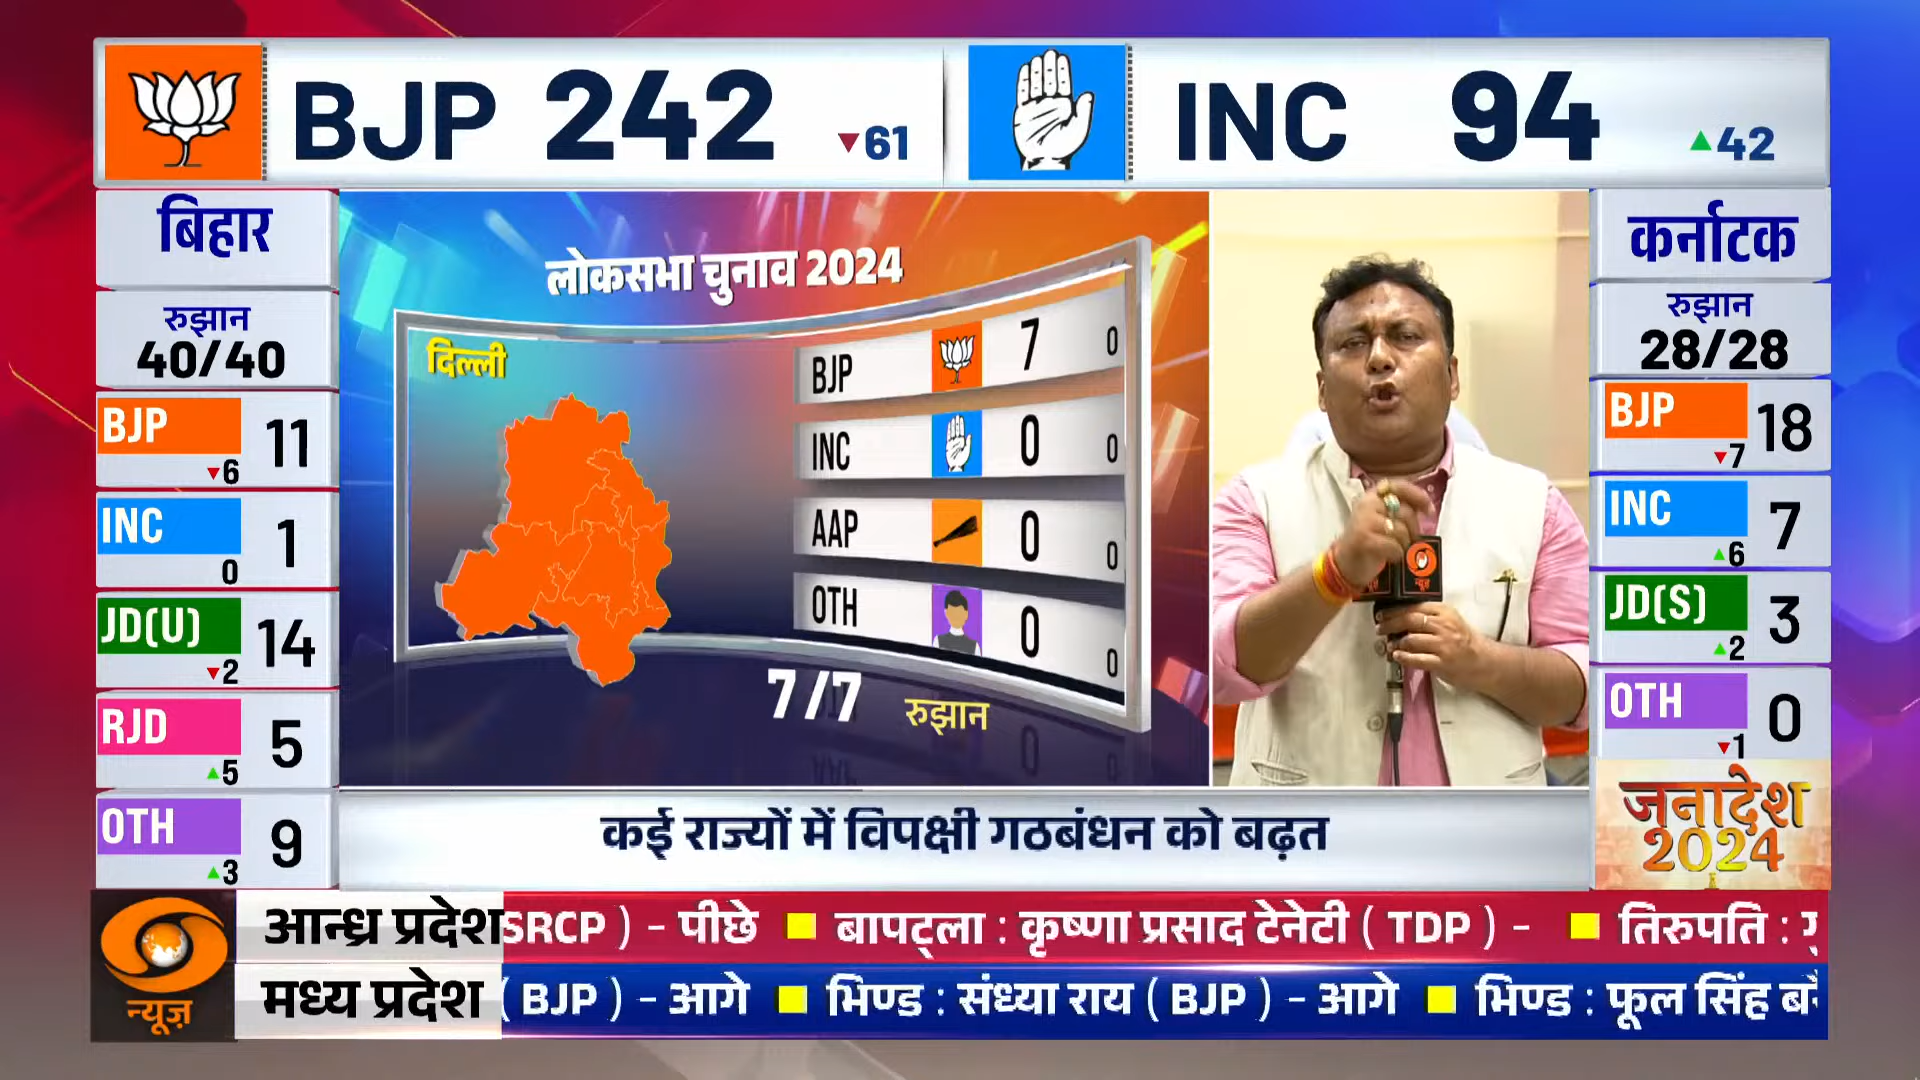 BJP 242 ▼61
INC 94 ▲42
बिहार
रुझान
40/40
BJP 11
▼6
INC 1
0
JD(U) 14
▼2
RJD 5
▲5
OTH 9
▲3
लोकसभा चुनाव 2024
दिल्ली
BJP 7 0
INC 0 0
AAP 0 0
OTH 0 0
7/7 रुझान
न्यूज़
कर्नाटक
रुझान
28/28
BJP 18
▼7
INC 7
▲6
JD(S) 3
▲2
OTH 0
▼1
जनादेश
2024
कई राज्यों में विपक्षी गठबंधन को बढ़त
आन्ध्र प्रदेश SRCP ) - पीछे ■ बापट्ला : कृष्णा प्रसाद टेनेटी ( TDP ) - ■ तिरुपति :
मध्य प्रदेश ( BJP ) - आगे ■ भिण्ड : संध्या राय ( BJP ) - आगे ■ भिण्ड : फूल सिंह
न्यूज़